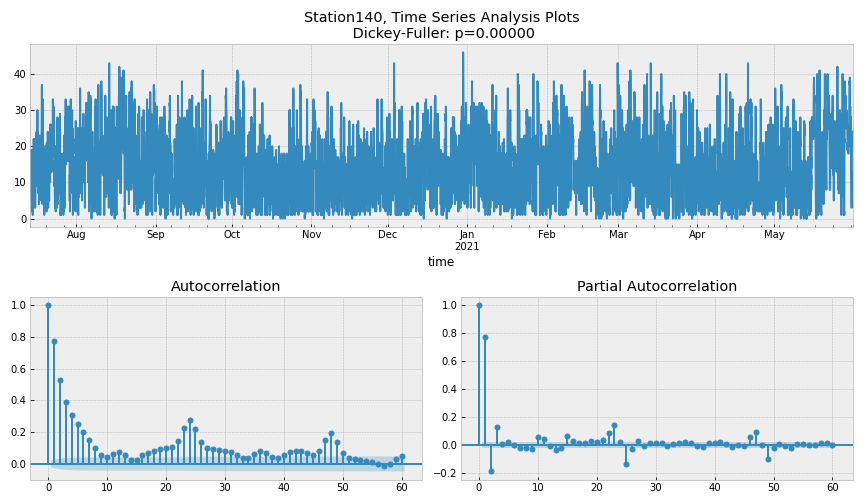 Station140, Time Series Analysis Plots
Dickey-Fuller: p=0.00000
40
30
20
10
0
Aug Sep Oct Nov Dec Jan Feb Mar Apr May
2021
time
Autocorrelation Partial Autocorrelation
1.0
0.8
0.6
0.4
0.2
0.0
0 10 20 30 40 50 60
1.0
0.8
0.6
0.4
0.2
0.0
−0.2
0 10 20 30 40 50 60